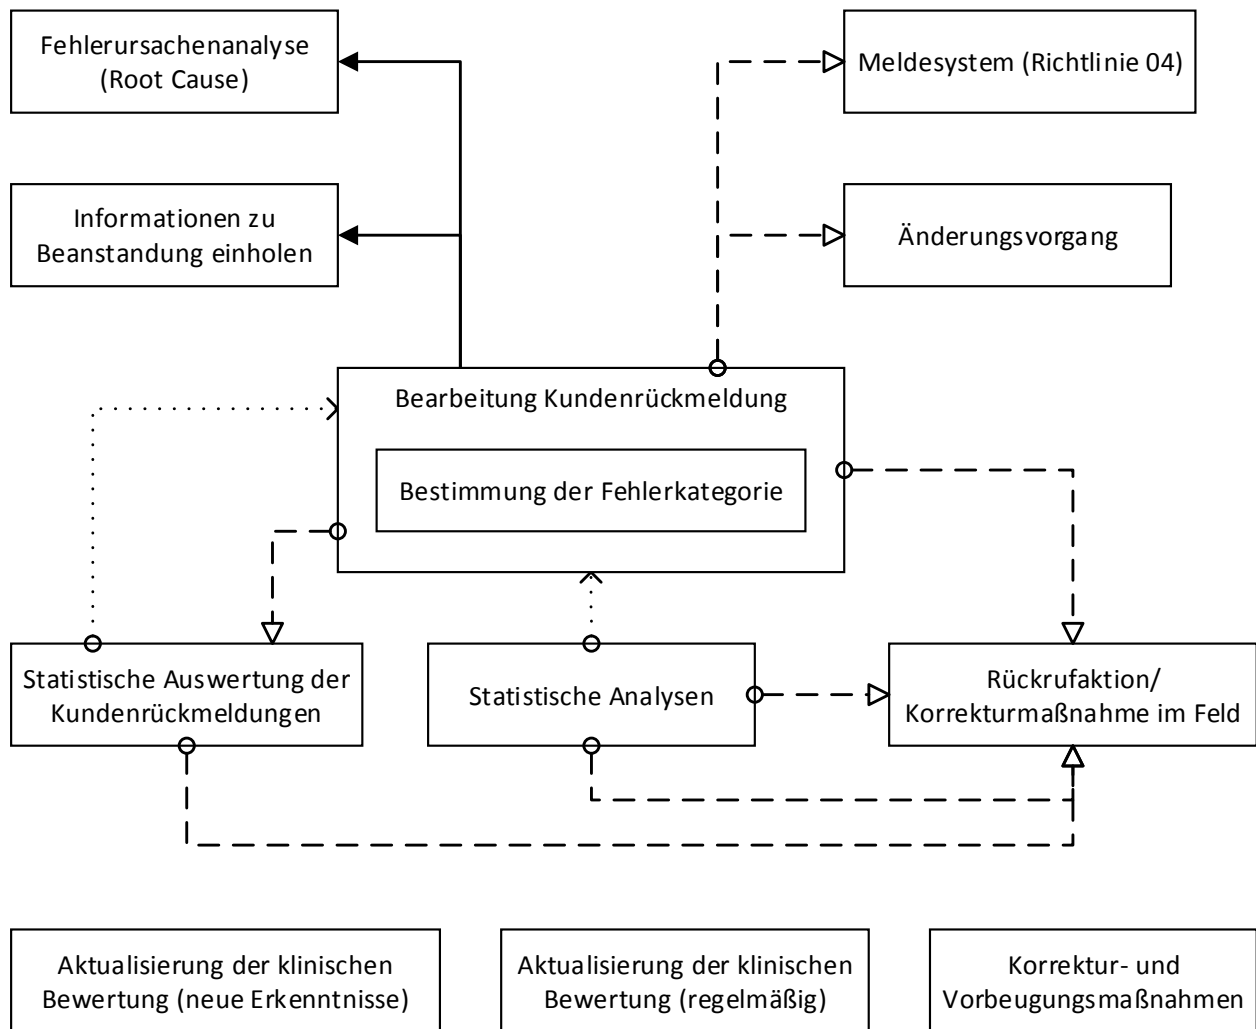 Fehlerursachenanalyse
(Root Cause)
Meldesystem (Richtlinie 04)
Informationen zu
Beanstandung einholen
Änderungsvorgang
Bearbeitung Kundenrückmeldung
Bestimmung der Fehlerkategorie
Statistische Auswertung der
Kundenrückmeldungen
Statistische Analysen
Rückrufaktion/
Korrekturmaßnahme im Feld
Aktualisierung der klinischen
Bewertung (neue Erkenntnisse)
Aktualisierung der klinischen
Bewertung (regelmäßig)
Korrektur- und
Vorbeugungsmaßnahmen